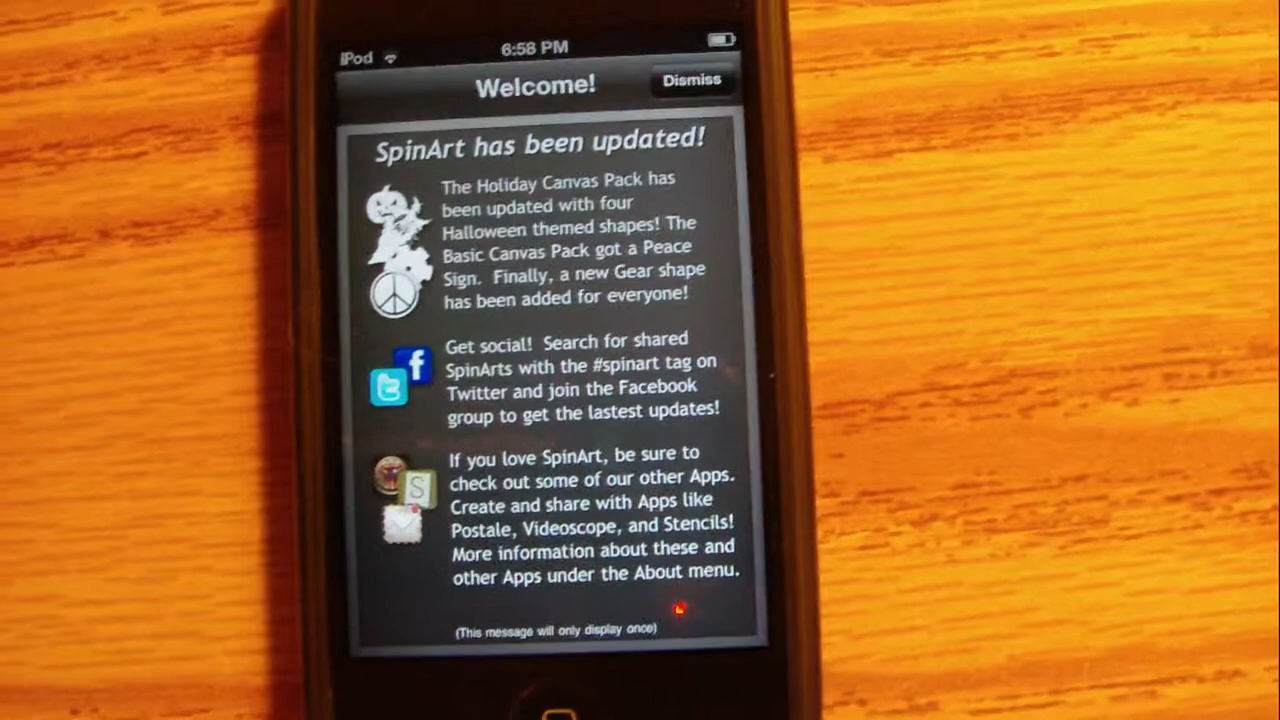 iPod 6:58 PM
Welcome! Dismiss
SpinArt has been updated!
The Holiday Canvas Pack has
been updated with four
Halloween themed shapes! The
Basic Canvas Pack got a Peace
Sign. Finally, a new Gear shape
has been added for everyone!
Get social! Search for shared
SpinArts with the #spinart tag on
Twitter and join the Facebook
group to get the lastest updates!
If you love SpinArt, be sure to
check out some of our other Apps.
Create and share with Apps like
Postale, Videoscope, and Stencils!
More information about these and
other Apps under the About menu.
(This message will only display once)
f
t
S